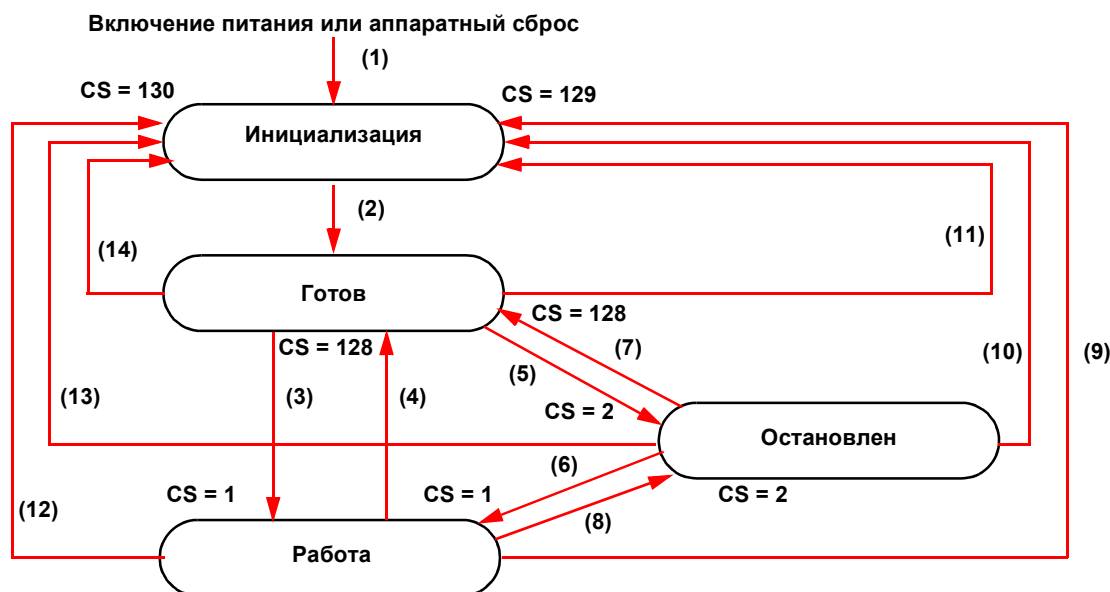 Включение питания или аппаратный сброс
(1)
CS = 130
CS = 129
Инициализация
(2)
(14)
(11)
Готов
CS = 128
CS = 128
(7)
(10)
(9)
(5)
(13)
(3)
(4)
CS = 2
Остановлен
(6)
CS = 1
CS = 1
CS = 2
(12)
(8)
Работа